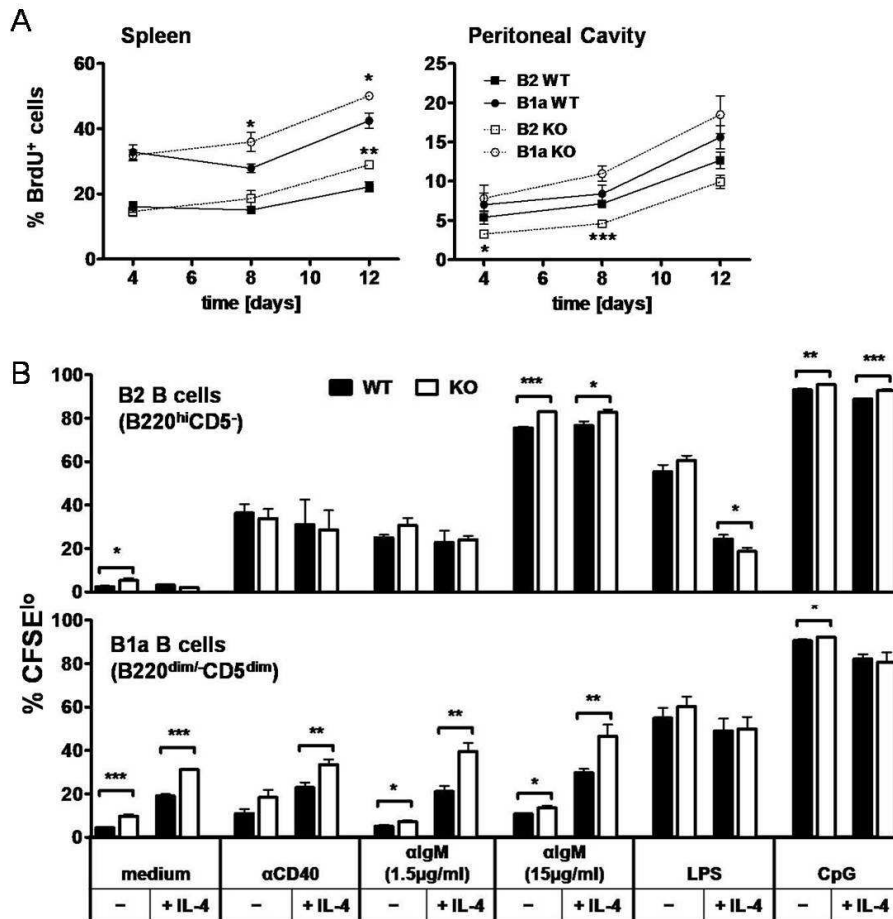 A
Spleen
Peritoneal Cavity
% BrdU⁺ cells
60
40
20
0
25
20
15
10
5
0
B2 WT
B1a WT
B2 KO
B1a KO
*
*
**
*
***
4 6 8 10 12
4 6 8 10 12
time [days]
time [days]
B
% CFSEˡᵒ
100
80
60
40
20
0
B2 B cells
(B220ʰⁱCD5⁻)
WT KO
*
*** *
*
** ***
100
80
60
40
20
0
B1a B cells
(B220ᵈⁱᵐ/⁻CD5ᵈⁱᵐ)
*** ***
**
* **
* **
*
medium αCD40 αIgM (1.5µg/ml) αIgM (15µg/ml) LPS CpG
– + IL-4 – + IL-4 – + IL-4 – + IL-4 – + IL-4 – + IL-4